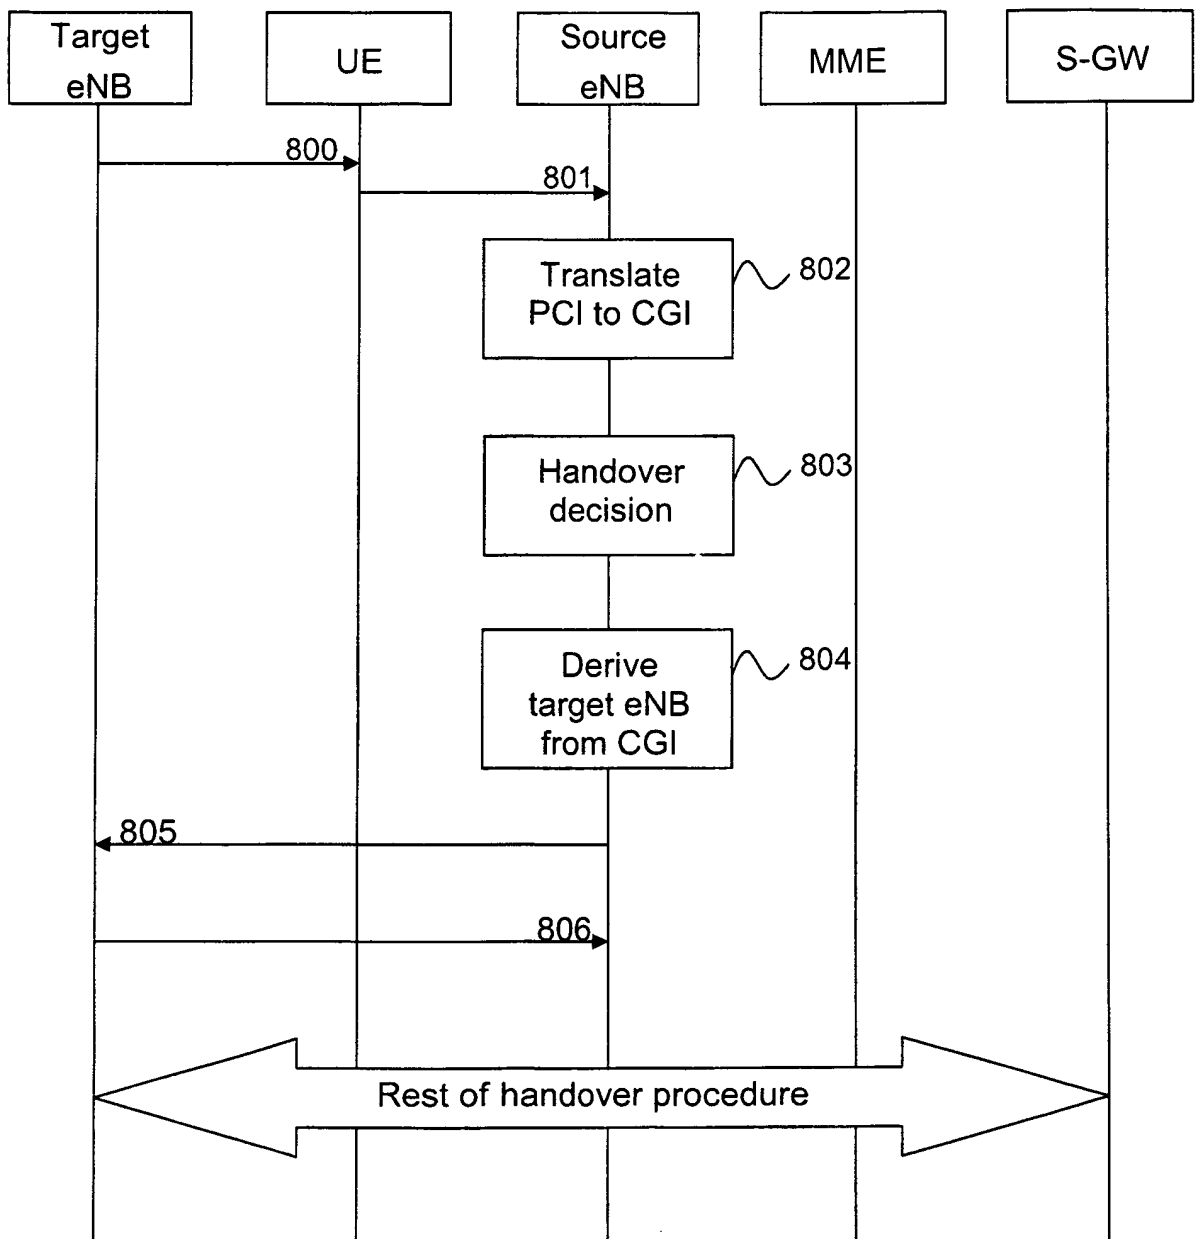 Target
eNB
UE
Source
eNB
MME
S-GW
800
801
Translate
PCI to CGI
802
Handover
decision
803
Derive
target eNB
from CGI
804
805
806
Rest of handover procedure